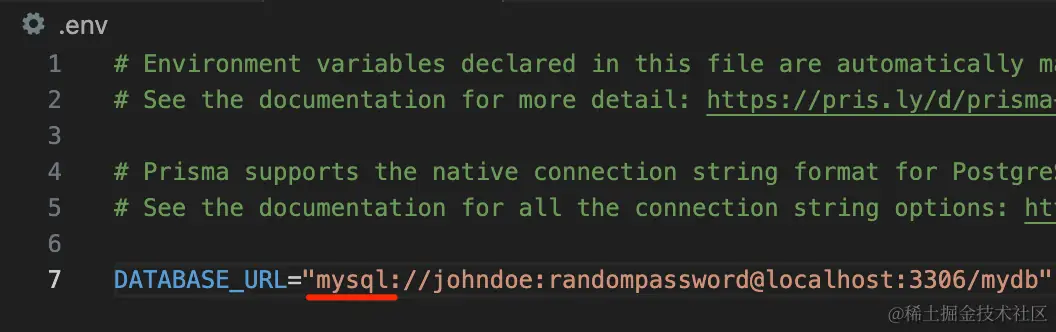 .env
1 # Environment variables declared in this file are automatically ma
2 # See the documentation for more detail: https://pris.ly/d/prisma-
3
4 # Prisma supports the native connection string format for PostgreS
5 # See the documentation for all the connection string options: ht
6
7 DATABASE_URL="mysql://johndoe:randompassword@localhost:3306/mydb"
@稀土掘金技术社区